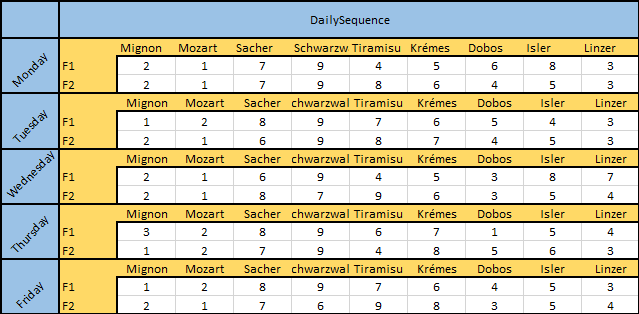 DailySequence
Monday
Mignon Mozart Sacher Schwarzw Tiramisu Krémes Dobos Isler Linzer
F1 2 1 7 9 4 5 6 8 3
F2 2 1 7 9 8 6 4 5 3
Tuesday
Mignon Mozart Sacher chwarzwal Tiramisu Krémes Dobos Isler Linzer
F1 1 2 8 9 7 6 5 4 3
F2 2 1 6 9 8 7 4 5 3
Wednesday
Mignon Mozart Sacher chwarzwal Tiramisu Krémes Dobos Isler Linzer
F1 2 1 6 9 4 5 3 8 7
F2 2 1 8 7 9 6 3 5 4
Thursday
Mignon Mozart Sacher chwarzwal Tiramisu Krémes Dobos Isler Linzer
F1 3 2 8 9 6 7 1 5 4
F2 1 2 7 9 4 8 5 6 3
Friday
Mignon Mozart Sacher chwarzwal Tiramisu Krémes Dobos Isler Linzer
F1 1 2 8 9 7 6 4 5 3
F2 2 1 7 6 9 8 3 5 4